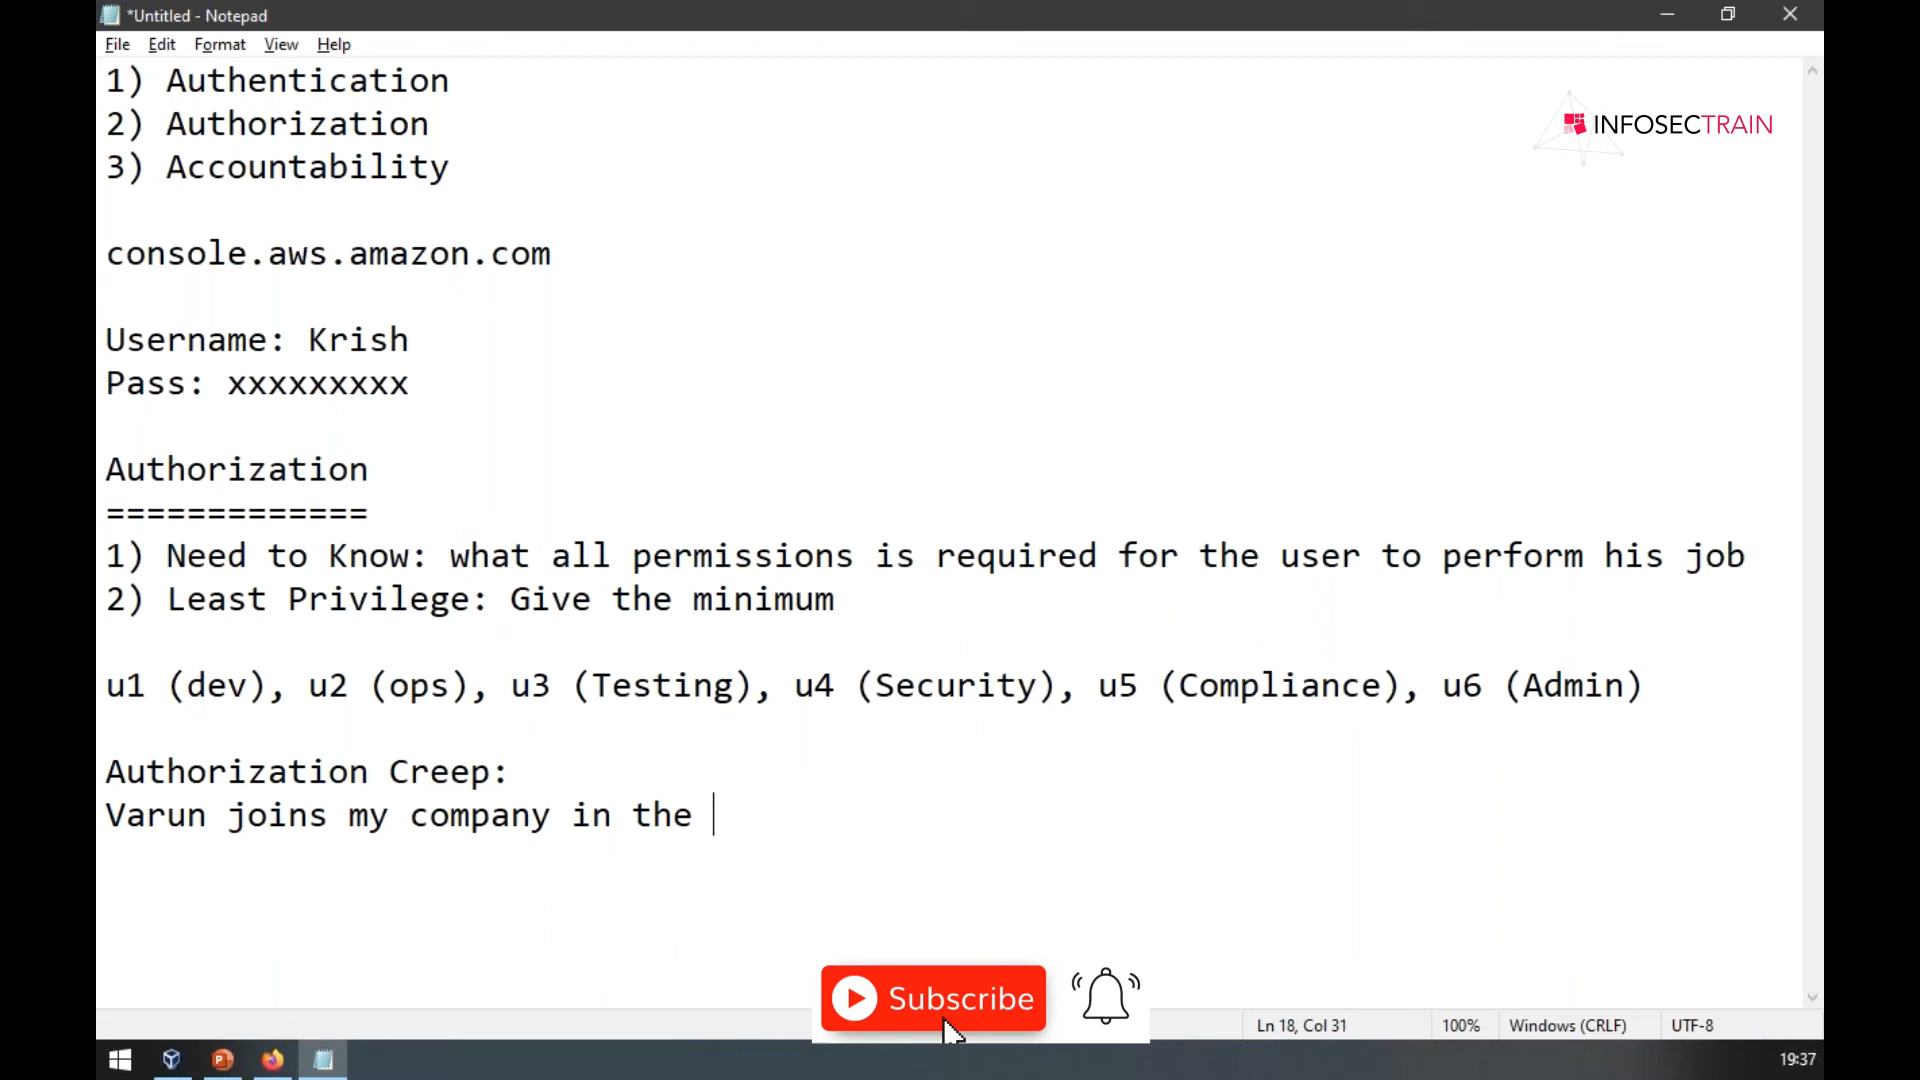 *Untitled - Notepad
File Edit Format View Help
1) Authentication
2) Authorization
3) Accountability
INFOSECTRAIN
console.aws.amazon.com
Username: Krish
Pass: xxxxxxxxx
Authorization
=============
1) Need to Know: what all permissions is required for the user to perform his job
2) Least Privilege: Give the minimum
u1 (dev), u2 (ops), u3 (Testing), u4 (Security), u5 (Compliance), u6 (Admin)
Authorization Creep:
Varun joins my company in the
Subscribe
Ln 18, Col 31 100% Windows (CRLF) UTF-8
19:37